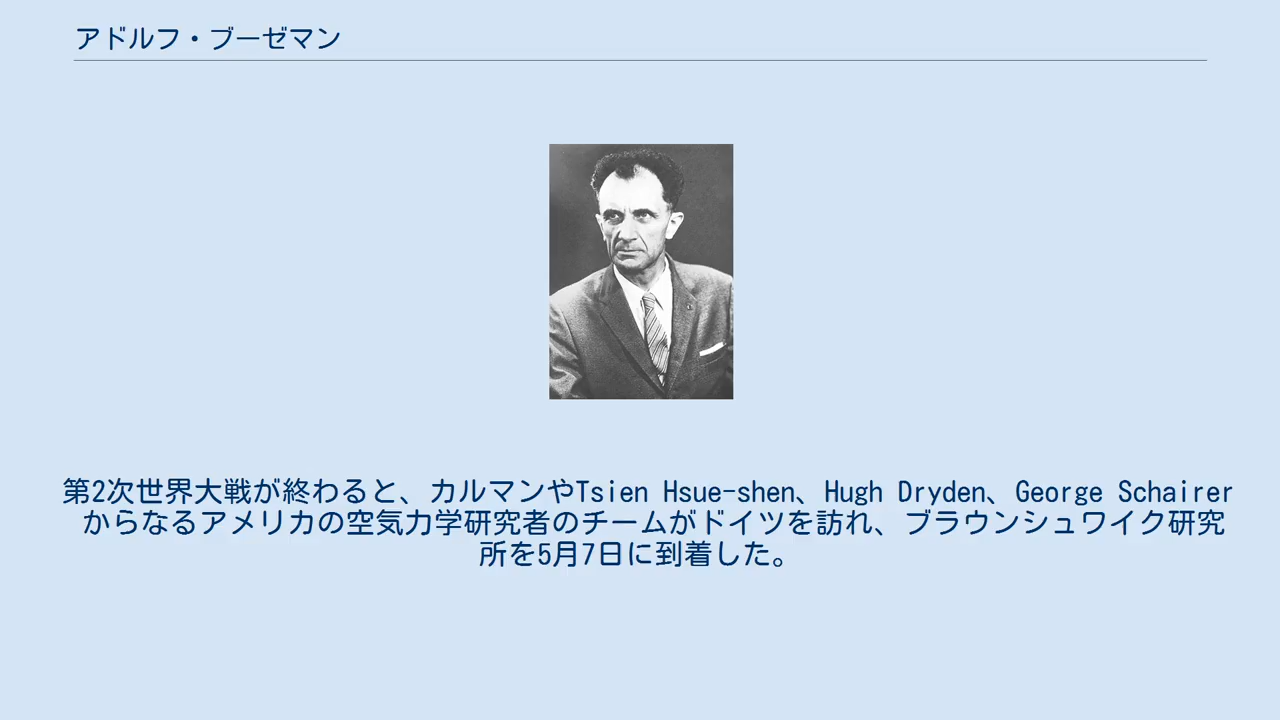 アドルフ・ブーゼマン
第2次世界大戦が終わると、カルマンやTsien Hsue-shen、Hugh Dryden、George Schairer
からなるアメリカの空気力学研究者のチームがドイツを訪れ、ブラウンシュワイク研究
所を5月7日に到着した。